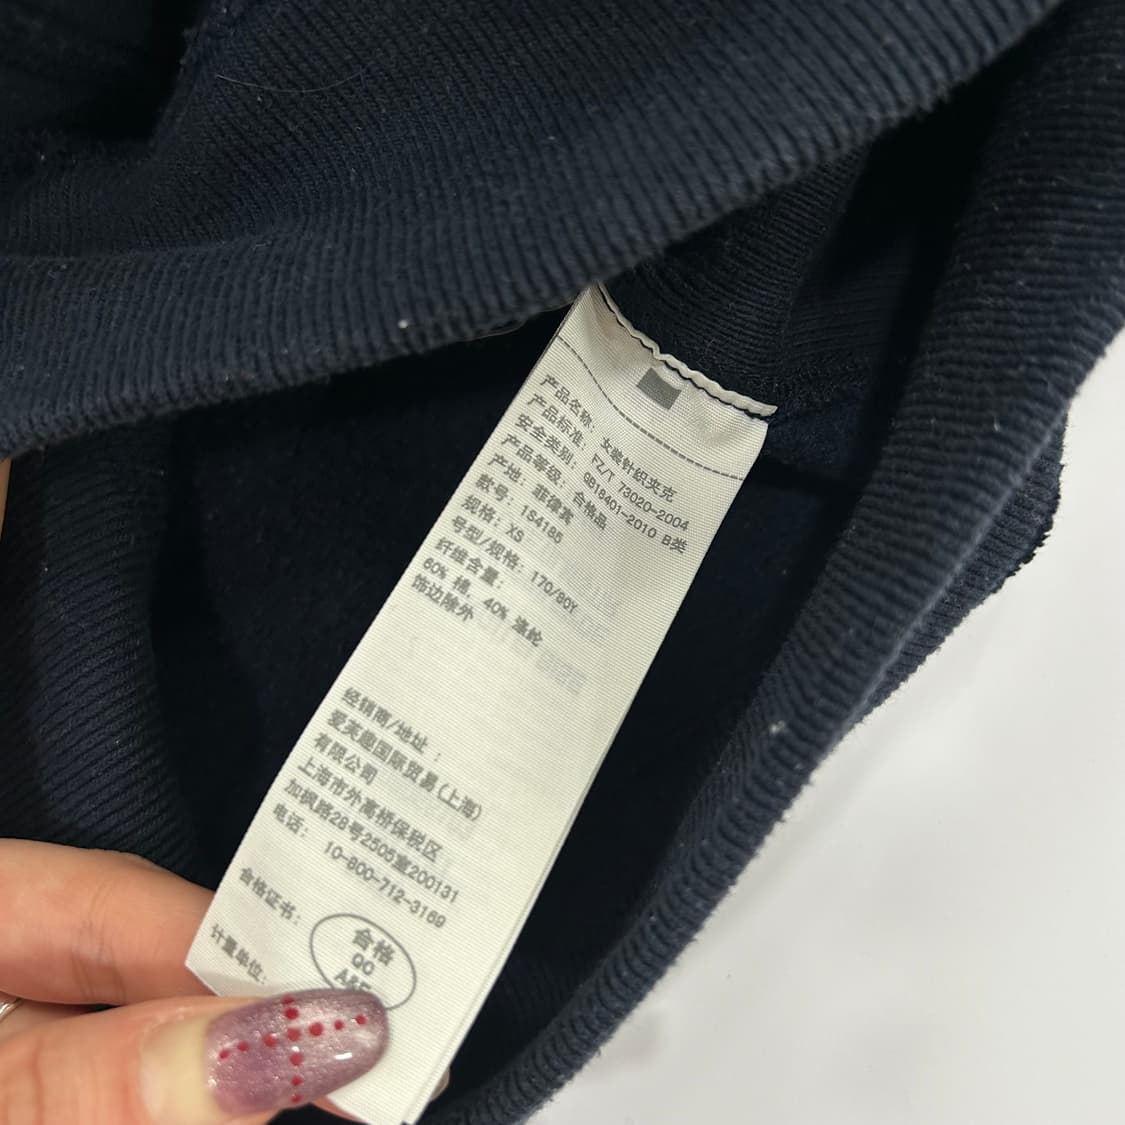 产品名称: 女装针织夹克
产品标准: FZ/T 73020-2004
安全类别: GB18401-2010 B类
产品等级: 合格品
产地: 菲律宾
款号: 1S4185
规格: XS
号型/规格: 170/80Y
纤维含量:
60% 棉, 40% 涤纶
饰边除外
经销商/地址 :
爱芙趣国际贸易(上海)
有限公司
上海市外高桥保税区
加枫路28号2505室200131
电话: 10-800-712-3169
合格证书:
合格
QC
A&F
计量单位: